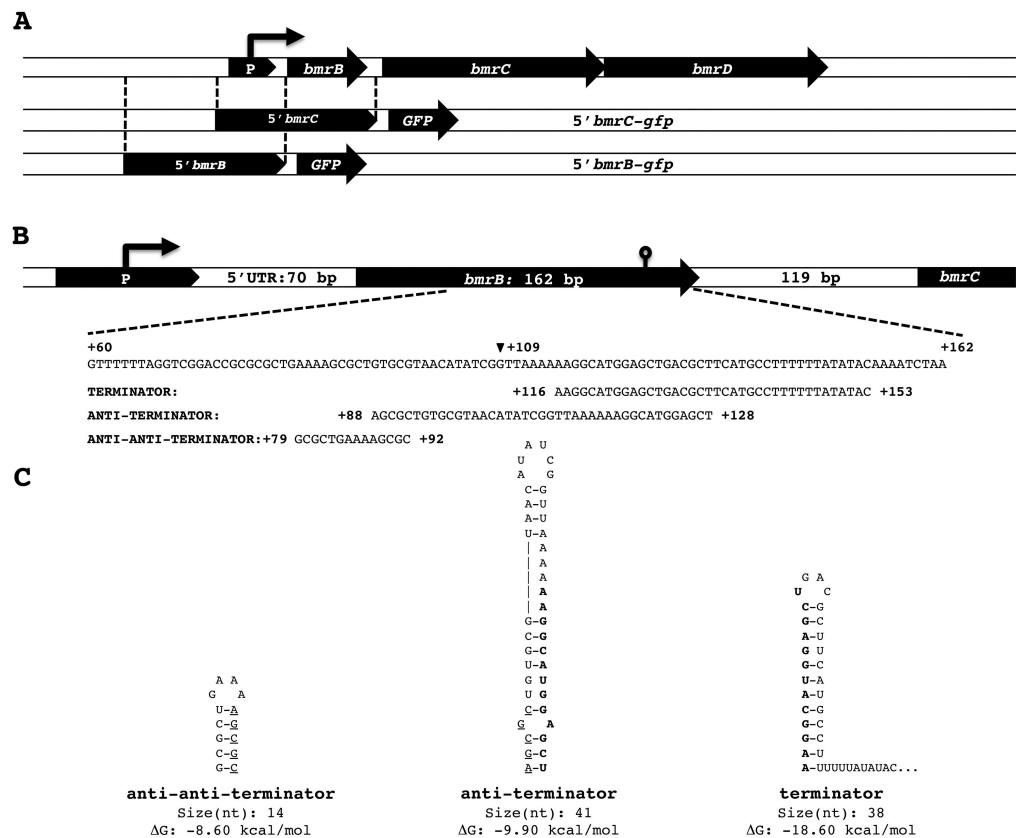 A
P bmrB bmrC bmrD
5'bmrC GFP 5'bmrC-gfp
5'bmrB GFP 5'bmrB-gfp
B
P 5'UTR:70 bp bmrB: 162 bp 119 bp bmrC
+60 ▼+109 +162
GTTTTTTAGGTCGGACCGCGCGCTGAAAAGCGCTGTGCGTAACATATCGGTTAAAAAAGGCATGGAGCTGACGCTTCATGCCTTTTTTATATACAAAATCTAA
TERMINATOR: +116 AAGGCATGGAGCTGACGCTTCATGCCTTTTTTATATAC +153
ANTI-TERMINATOR: +88 AGCGCTGTGCGTAACATATCGGTTAAAAAAGGCATGGAGCT +128
ANTI-ANTI-TERMINATOR:+79 GCGCTGAAAAGCGC +92
C
A A
G A
U-A
C-G
G-C
C-G
G-C
anti-anti-terminator
Size(nt): 14
ΔG: -8.60 kcal/mol
A U
U C
A G
C-G
A-U
A-U
U-A
| A
| A
| A
| A
| A
G-G
C-G
G-C
U-A
G-U
U-G
C-G
G A
C-G
G-C
A-U
anti-terminator
Size(nt): 41
ΔG: -9.90 kcal/mol
G A
U C
C-G
G-C
A-U
G-U
G-C
U-A
A-U
C-G
G-C
G-C
A-U
A-UUUUUAUAUAC...
terminator
Size(nt): 38
ΔG: -18.60 kcal/mol